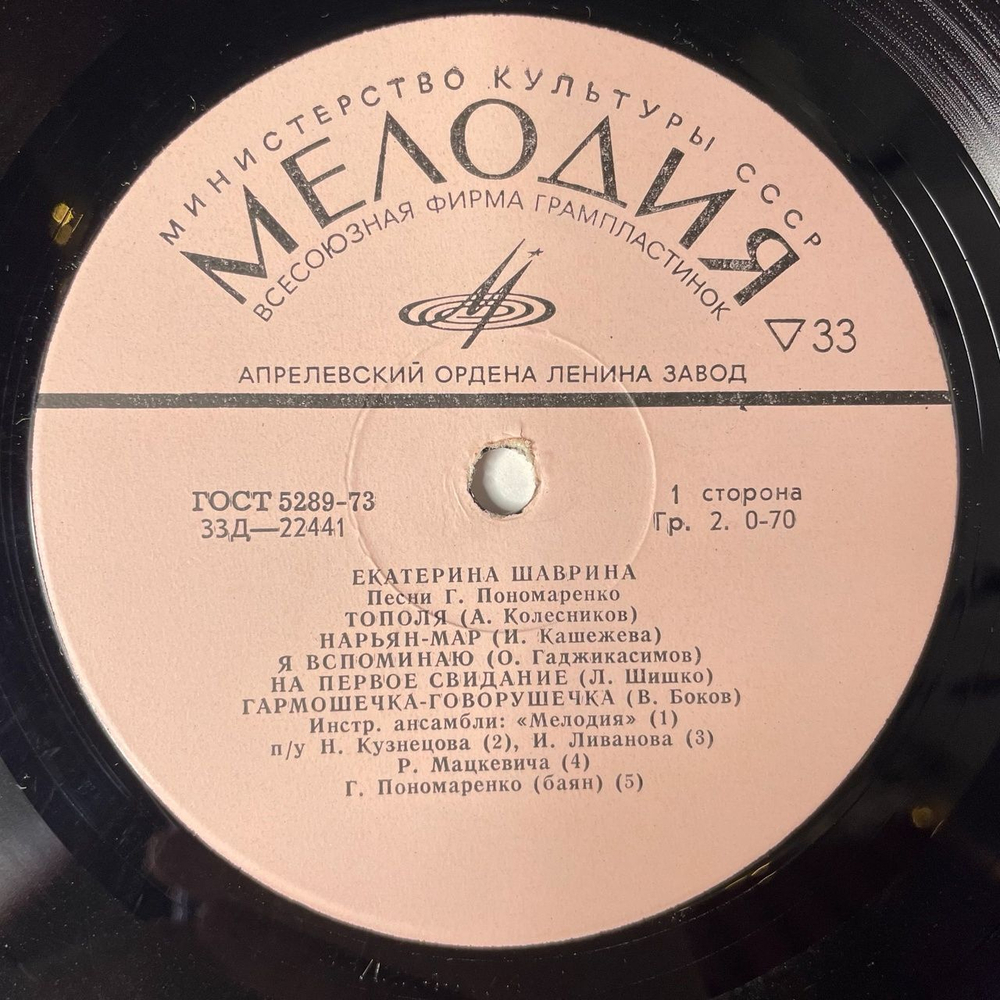 МИНИСТЕРСТВО КУЛЬТУРЫ СССР
МЕЛОДИЯ
ВСЕСОЮЗНАЯ ФИРМА ГРАМПЛАСТИНОК
▽33
АПРЕЛЕВСКИЙ ОРДЕНА ЛЕНИНА ЗАВОД
ГОСТ 5289-73
33Д—22441
1 сторона
Гр. 2. 0-70
ЕКАТЕРИНА ШАВРИНА
Песни Г. Пономаренко
ТОПОЛЯ (А. Колесников)
НАРЬЯН-МАР (И. Кашежева)
Я ВСПОМИНАЮ (О. Гаджикасимов)
НА ПЕРВОЕ СВИДАНИЕ (Л. Шишко)
ГАРМОШЕЧКА-ГОВОРУШЕЧКА (В. Боков)
Инстр. ансамбли: «Мелодия» (1)
п/у Н. Кузнецова (2), И. Ливанова (3)
Р. Мацкевича (4)
Г. Пономаренко (баян) (5)